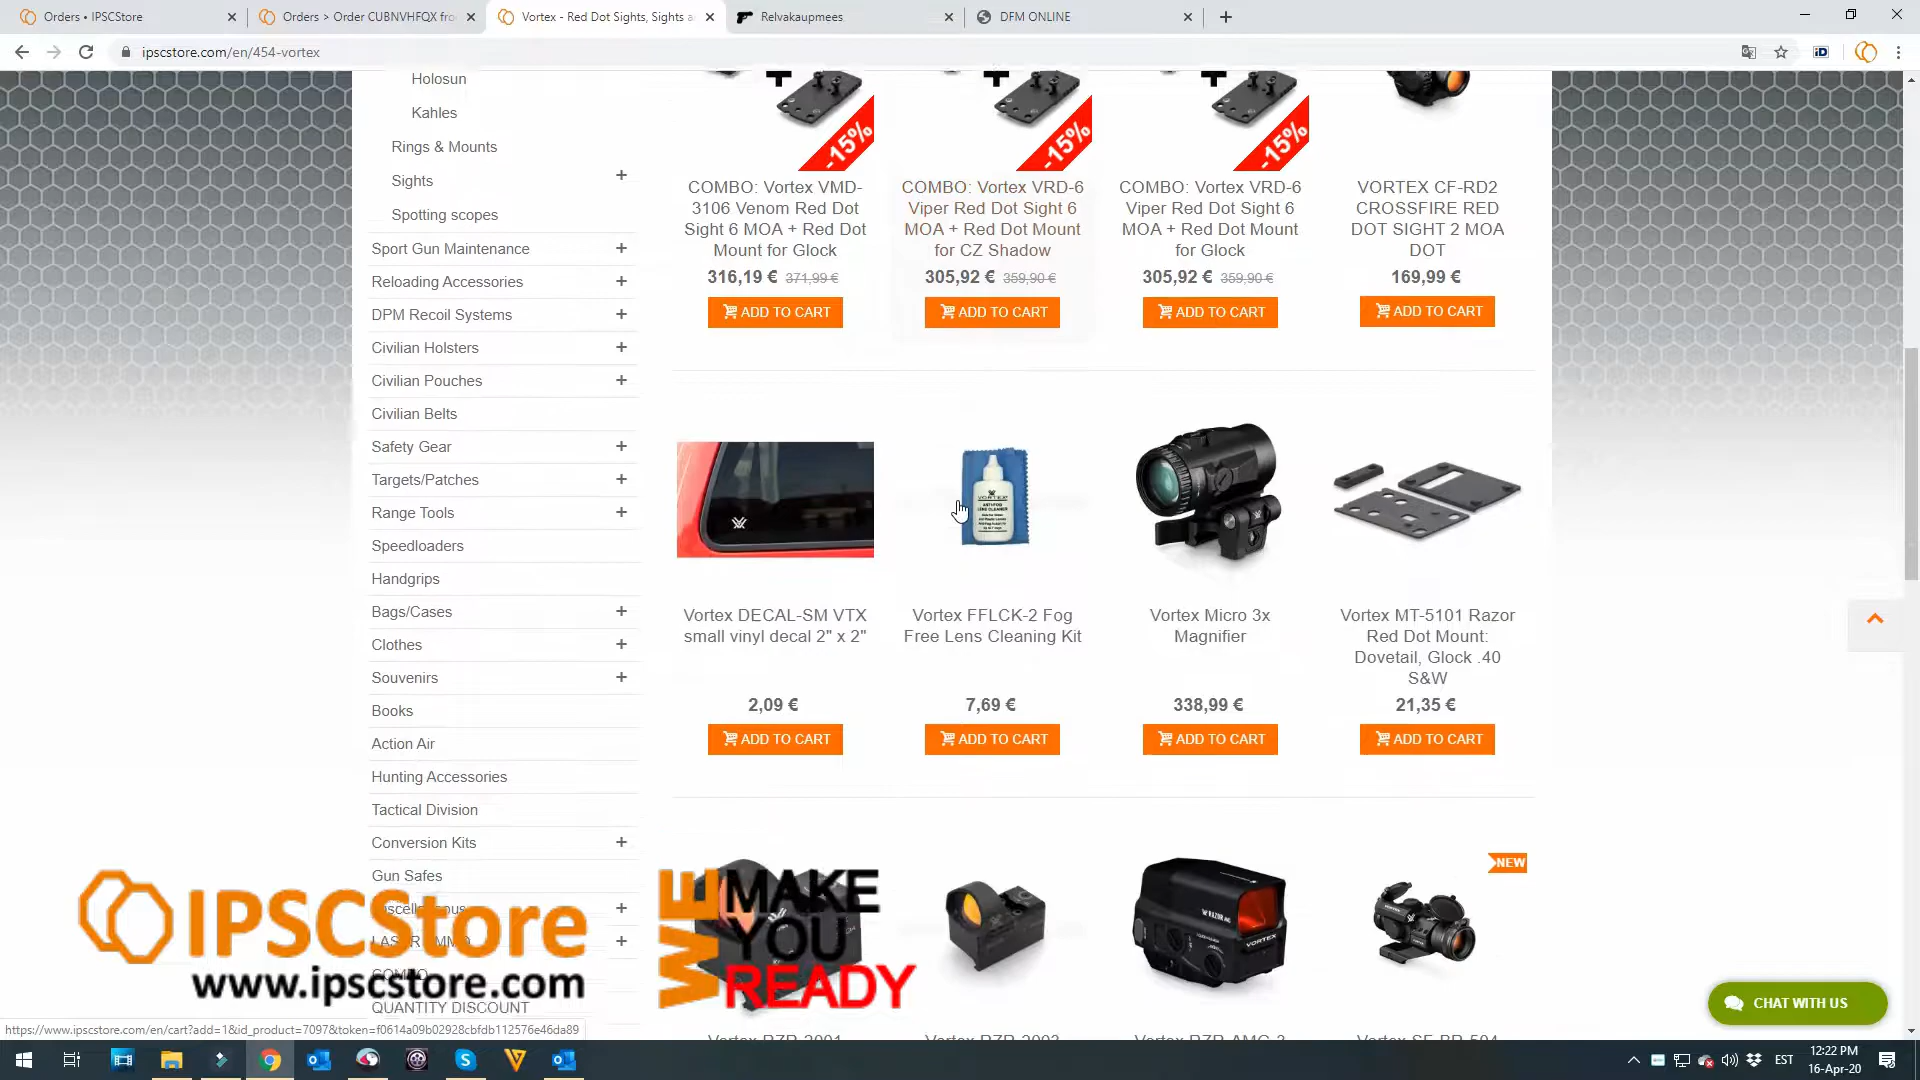 Orders • IPSCStore
Orders > Order CUBNVHFQX fro
Vortex - Red Dot Sights, Sights a
Relvakaupmees
DFM ONLINE
ipscstore.com/en/454-vortex
iD
Holosun
Kahles
Rings & Mounts
Sights
Spotting scopes
Sport Gun Maintenance
Reloading Accessories
DPM Recoil Systems
Civilian Holsters
Civilian Pouches
Civilian Belts
Safety Gear
Targets/Patches
Range Tools
Speedloaders
Handgrips
Bags/Cases
Clothes
Souvenirs
Books
Action Air
Hunting Accessories
Tactical Division
Conversion Kits
Gun Safes
QUANTITY DISCOUNT
-15%
-15%
-15%
COMBO: Vortex VMD-
3106 Venom Red Dot
Sight 6 MOA + Red Dot
Mount for Glock
316,19 € 371,99 €
ADD TO CART
COMBO: Vortex VRD-6
Viper Red Dot Sight 6
MOA + Red Dot Mount
for CZ Shadow
305,92 € 359,90 €
ADD TO CART
COMBO: Vortex VRD-6
Viper Red Dot Sight 6
MOA + Red Dot Mount
for Glock
305,92 € 359,90 €
ADD TO CART
VORTEX CF-RD2
CROSSFIRE RED
DOT SIGHT 2 MOA
DOT
169,99 €
ADD TO CART
VORTEX
Vortex DECAL-SM VTX
small vinyl decal 2" x 2"
2,09 €
ADD TO CART
Vortex FFLCK-2 Fog
Free Lens Cleaning Kit
7,69 €
ADD TO CART
Vortex Micro 3x
Magnifier
338,99 €
ADD TO CART
Vortex MT-5101 Razor
Red Dot Mount:
Dovetail, Glock .40
S&W
21,35 €
ADD TO CART
NEW
RAZOR
VORTEX
IPSCStore
www.ipscstore.com
WE
MAKE
YOU
READY
CHAT WITH US
https://www.ipscstore.com/en/cart?add=1&id_product=7097&token=f0614a09b02928cbfdb112576e46da89
EST
12:22 PM
16-Apr-20